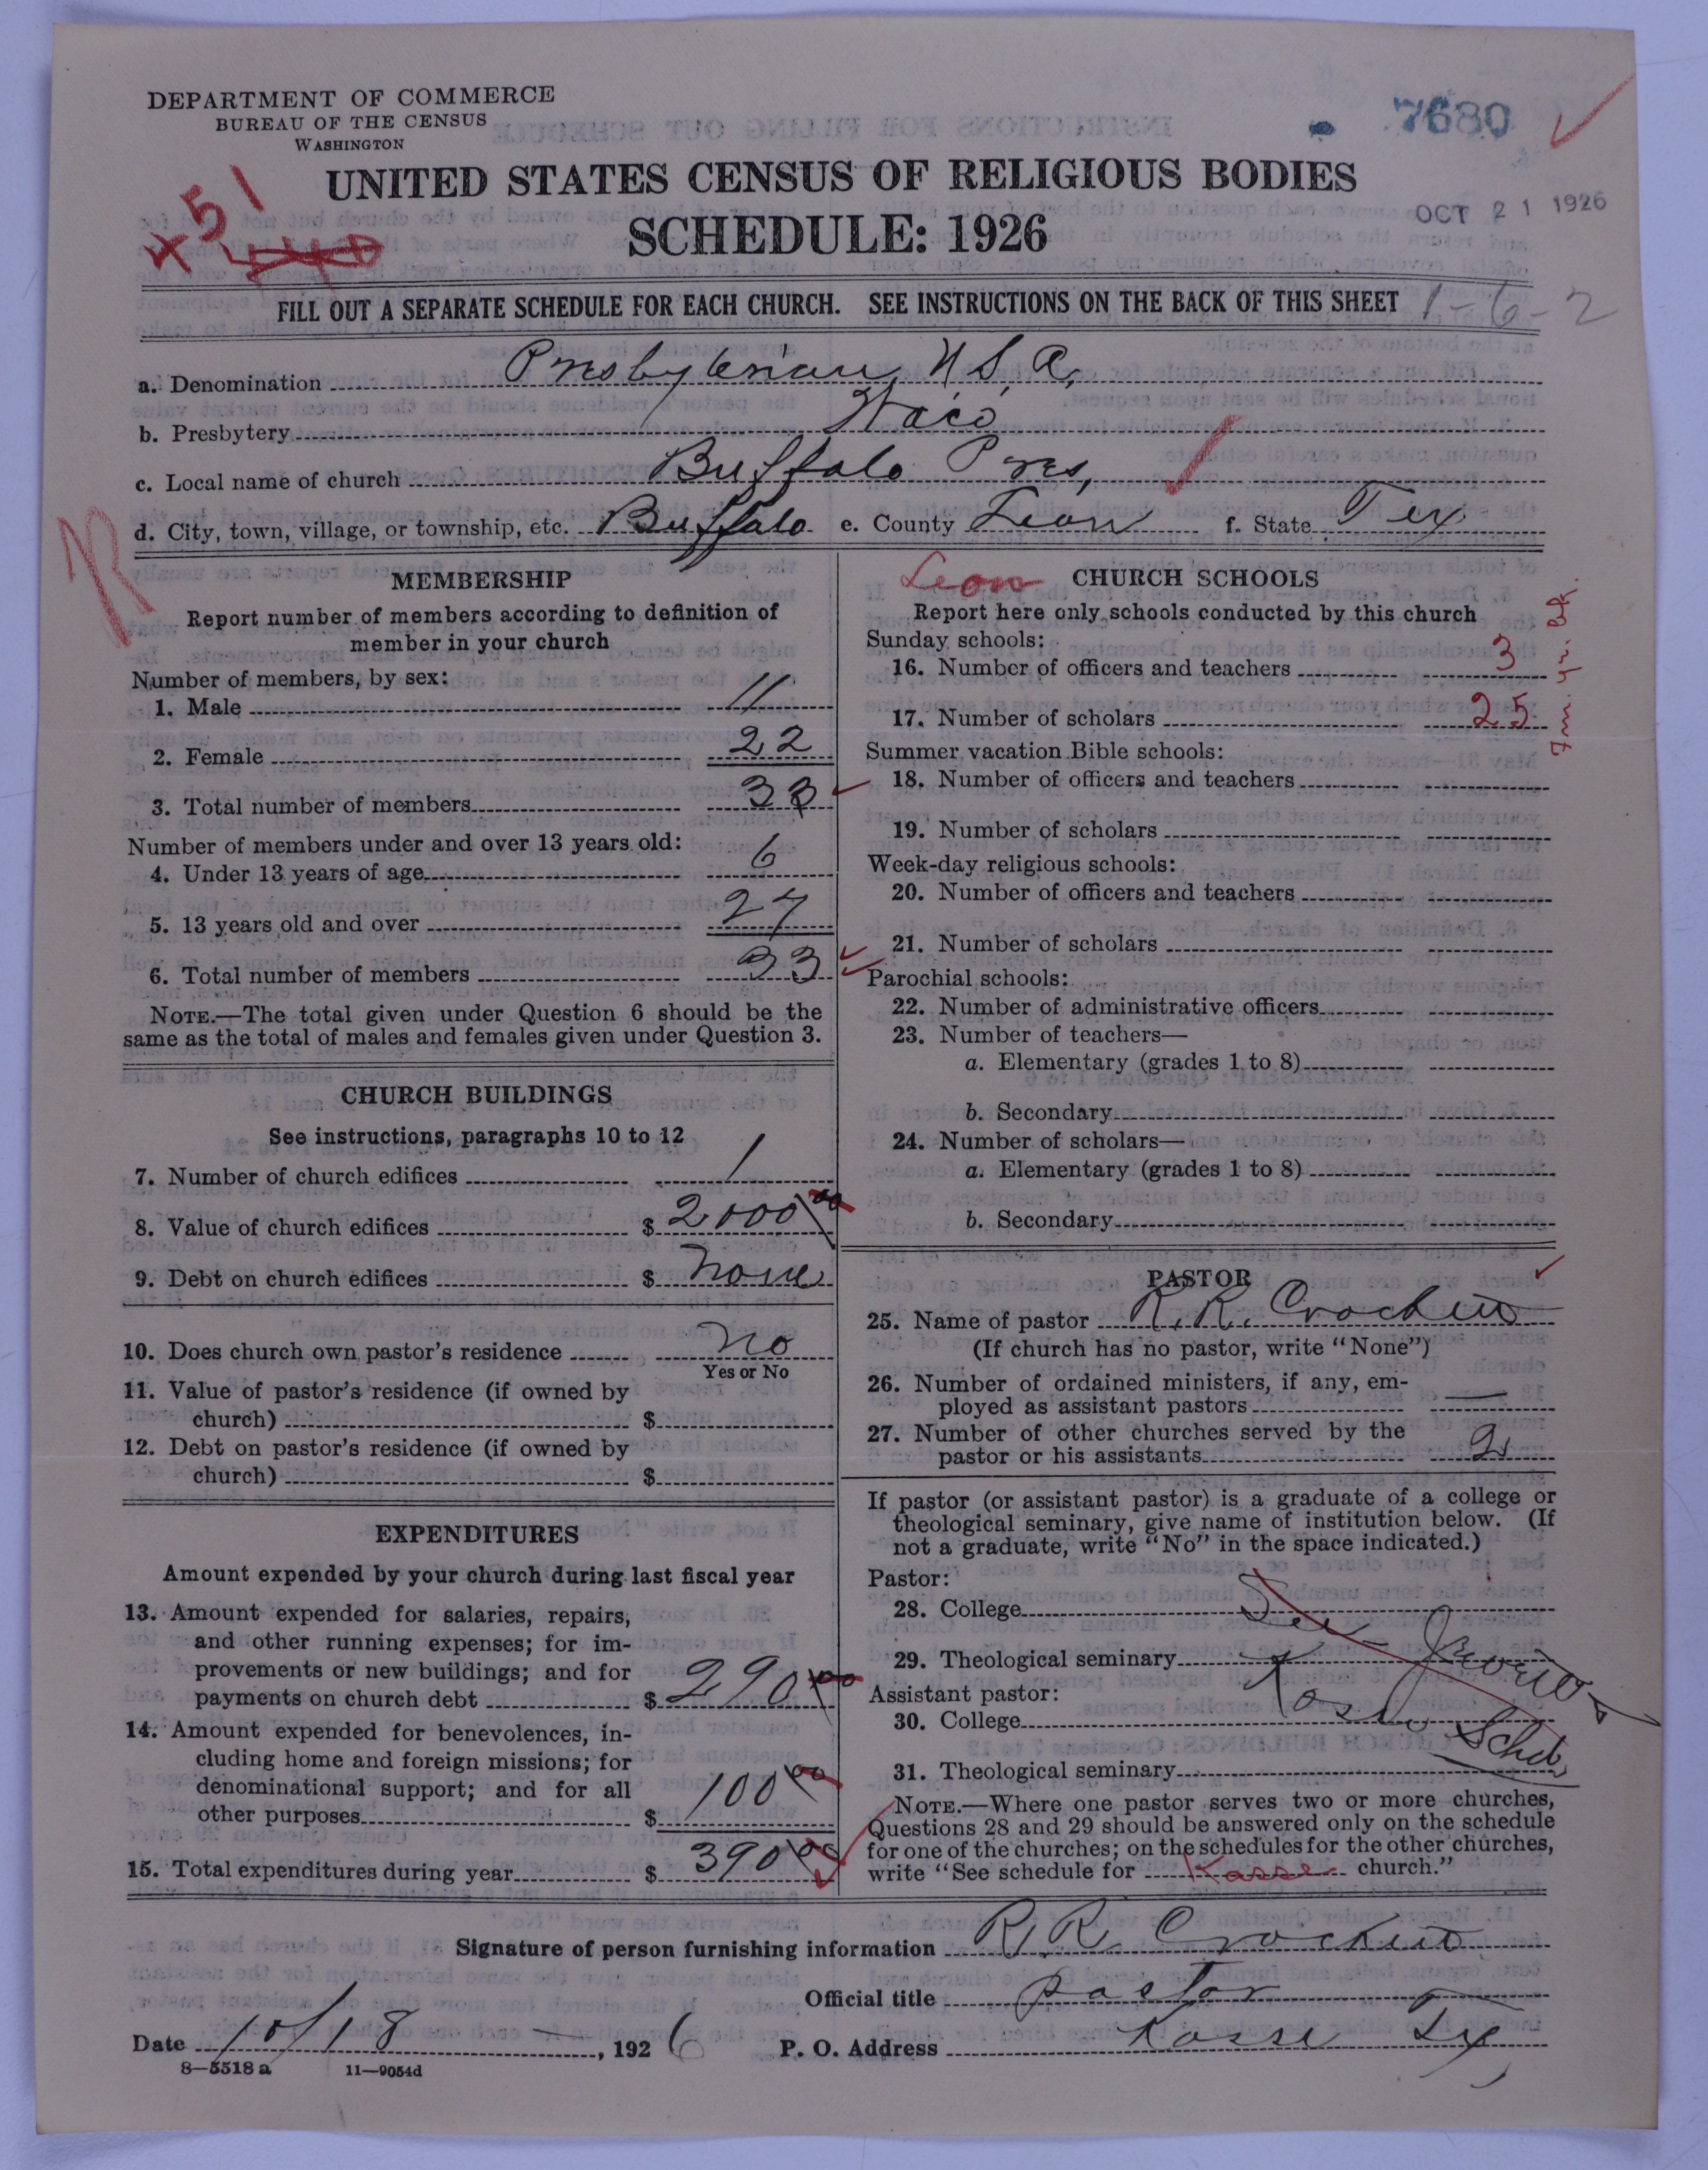 DEPARTMENT OF COMMERCE
BUREAU OF THE CENSUS
WASHINGTON
7680
UNITED STATES CENSUS OF RELIGIOUS BODIES
SCHEDULE: 1926
OCT 21 1926
x 51
FILL OUT A SEPARATE SCHEDULE FOR EACH CHURCH. SEE INSTRUCTIONS ON THE BACK OF THIS SHEET 1-6-2
a. Denomination Presbyterian, U.S.A.
b. Presbytery Waco
c. Local name of church Buffalo Pres,
d. City, town, village, or township, etc. Buffalo e. County Leon f. State Tex
R
MEMBERSHIP
Report number of members according to definition of
member in your church
Number of members, by sex:
1. Male 11
2. Female 22
3. Total number of members 33
Number of members under and over 13 years old:
4. Under 13 years of age 6
5. 13 years old and over 27
6. Total number of members 33
NOTE.—The total given under Question 6 should be the
same as the total of males and females given under Question 3.
CHURCH BUILDINGS
See instructions, paragraphs 10 to 12
7. Number of church edifices 1
8. Value of church edifices $ 2000 00
9. Debt on church edifices $ None
10. Does church own pastor's residence No
Yes or No
11. Value of pastor's residence (if owned by
church) $
12. Debt on pastor's residence (if owned by
church) $
EXPENDITURES
Amount expended by your church during last fiscal year
13. Amount expended for salaries, repairs,
and other running expenses; for im-
provements or new buildings; and for
payments on church debt $ 290 00
14. Amount expended for benevolences, in-
cluding home and foreign missions; for
denominational support; and for all
other purposes $ 100 00
15. Total expenditures during year $ 390 00
Leon CHURCH SCHOOLS
Report here only schools conducted by this church
Sunday schools:
16. Number of officers and teachers 3
17. Number of scholars 25
Fm. Yr. Bk.
Summer vacation Bible schools:
18. Number of officers and teachers
19. Number of scholars
Week-day religious schools:
20. Number of officers and teachers
21. Number of scholars
Parochial schools:
22. Number of administrative officers
23. Number of teachers—
a. Elementary (grades 1 to 8)
b. Secondary
24. Number of scholars—
a. Elementary (grades 1 to 8)
b. Secondary
PASTOR
25. Name of pastor R. R. Crockett
(If church has no pastor, write "None")
26. Number of ordained ministers, if any, em-
ployed as assistant pastors —
27. Number of other churches served by the
pastor or his assistants 2
If pastor (or assistant pastor) is a graduate of a college or
theological seminary, give name of institution below. (If
not a graduate, write "No" in the space indicated.)
Pastor:
28. College See
29. Theological seminary
Assistant pastor:
30. College Kosse Sched
31. Theological seminary
NOTE.—Where one pastor serves two or more churches,
Questions 28 and 29 should be answered only on the schedule
for one of the churches; on the schedules for the other churches,
write "See schedule for Kosse church."
Signature of person furnishing information R. R. Crockett
Official title Pastor
Date 10/18, 1926 P. O. Address Kosse Tex
8—5518 a 11—9054d